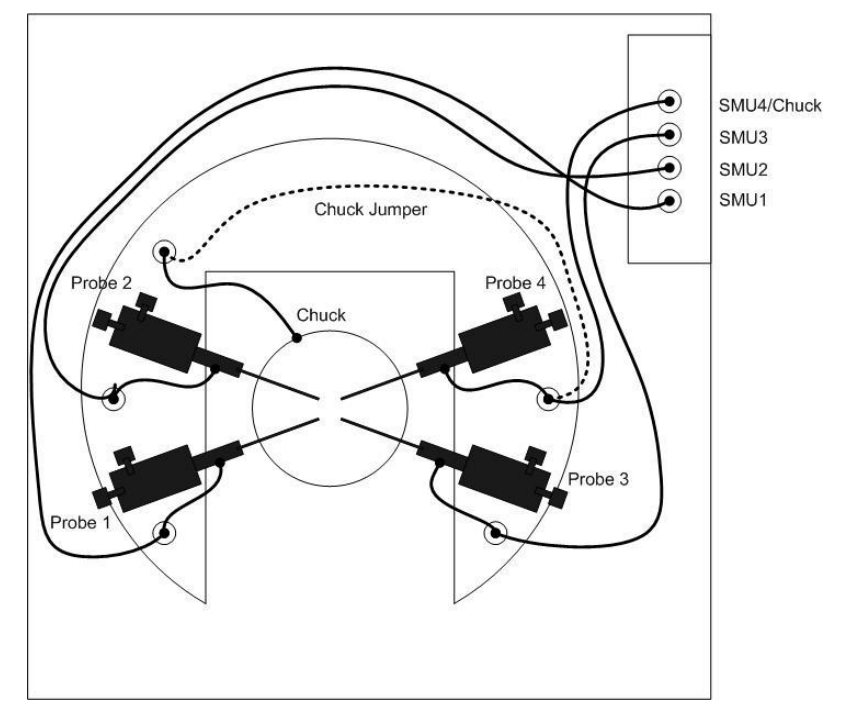 SMU4/Chuck
SMU3
SMU2
SMU1
Chuck Jumper
Probe 2
Probe 4
Chuck
Probe 3
Probe 1